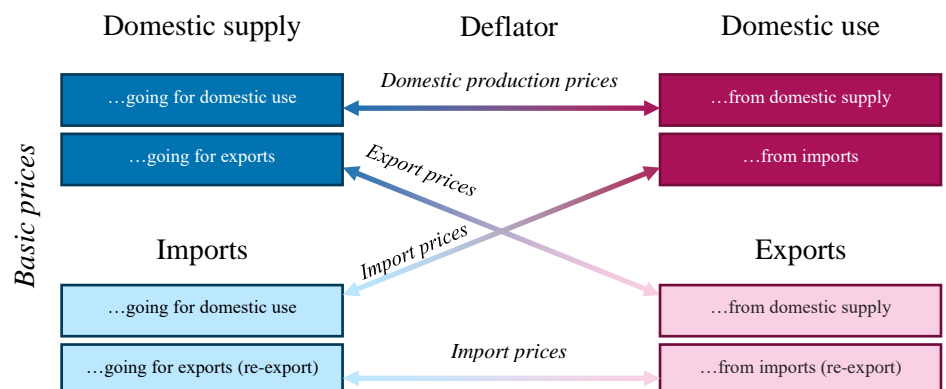 Domestic supply
Deflator
Domestic use
Domestic production prices
…going for domestic use
…from domestic supply
…going for exports
Export prices
…from imports
Basic prices
Imports
Import prices
Exports
…going for domestic use
…from domestic supply
…going for exports (re-export)
Import prices
…from imports (re-export)